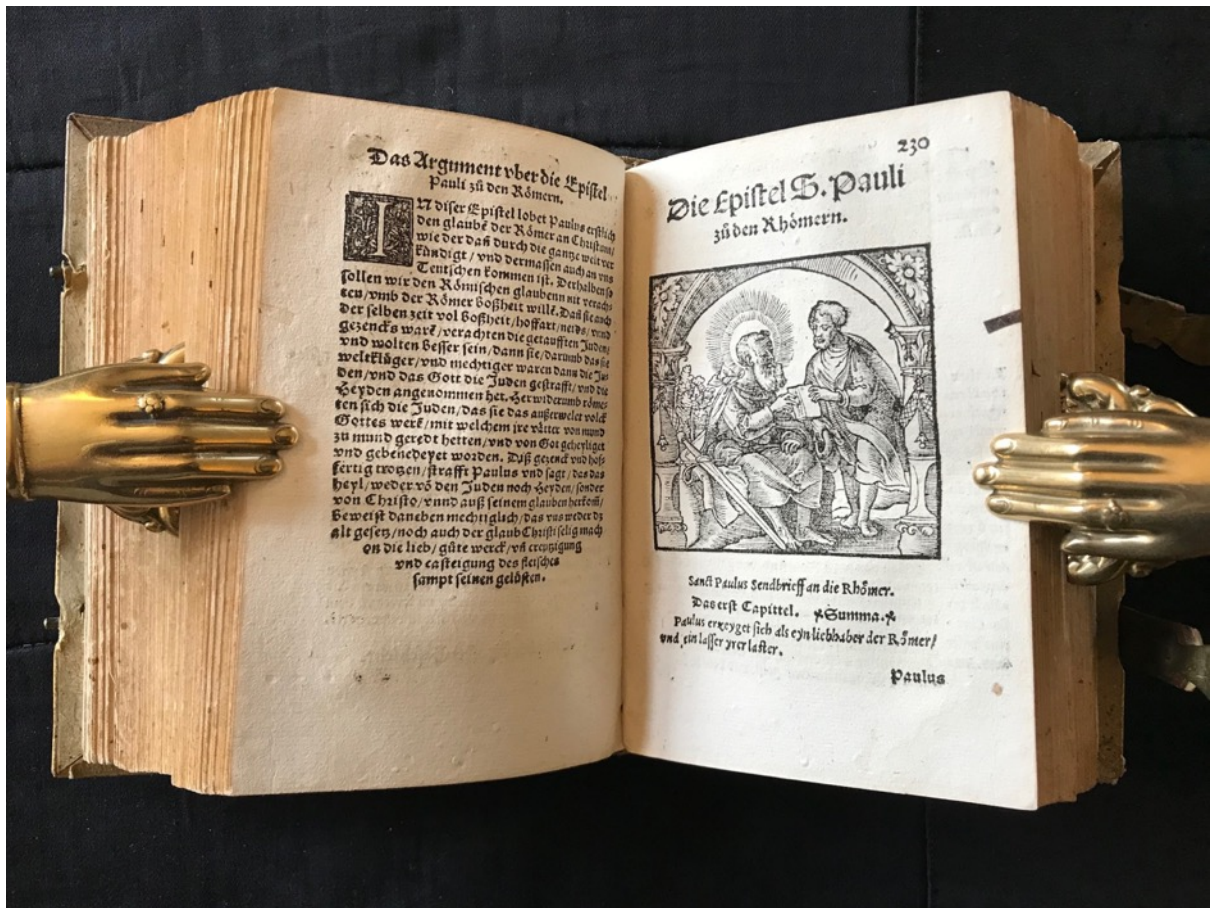 Das Argument vber die Epistel
Pauli zů den Römern.
IN diser Epistel lobet Paulus erstlich
den glaubē der Römer an Christum/
wie der dañ durch die gantze welt ver
kündigt / vnd dermassen auch an vns
Teutschen kommen ist. Derhalben so
sollen wir den Römischen glaubenn nit verach-
ten/vmb der Römer boßheit willē. Dañ sie auch
der selben zeit vol boßheit/hoffart/neids/vnnd
gezencks warē/verachten die getaufften Juden/
vnd wolten besser sein/dann sie/darumb das sie
weltklüger/vnd mechtiger waren dann die Ju-
den/vnd das Gott die Juden gestrafft/vnd die
Heyden angenommen het. Herwiderumb röme-
ten sich die Juden/das sie das außerwelet volck
Gottes werē/mit welchem jre vätter von mund
zu mund geredt hetten/vnd von Got geheyliget
vnd gebenedeyet worden. Diß gezenck vnd hof-
fertig trotzen/strafft Paulus vnd sagt/das das
heyl/weder vō den Juden noch Heyden/sonder
von Christo/vnnd auß seinem glauben herkom̃/
Beweißt daneben mechtiglich/das vns weder dz
alt gesetz/noch auch der glaub Christi selig mach
on die lieb/gůte werck/vñ creutzigung
vnd casteigung des fleisches
sampt seinen gelüsten.
230
Die Epistel S. Pauli
zů den Rhömern.
Sanct Paulus Sendbrieff an die Rhömer.
Das erst Capittel. Summa.
Paulus erzeyget sich als eyn liebhaber der Römer/
vnd ein lasser yrer laster.
Paulus